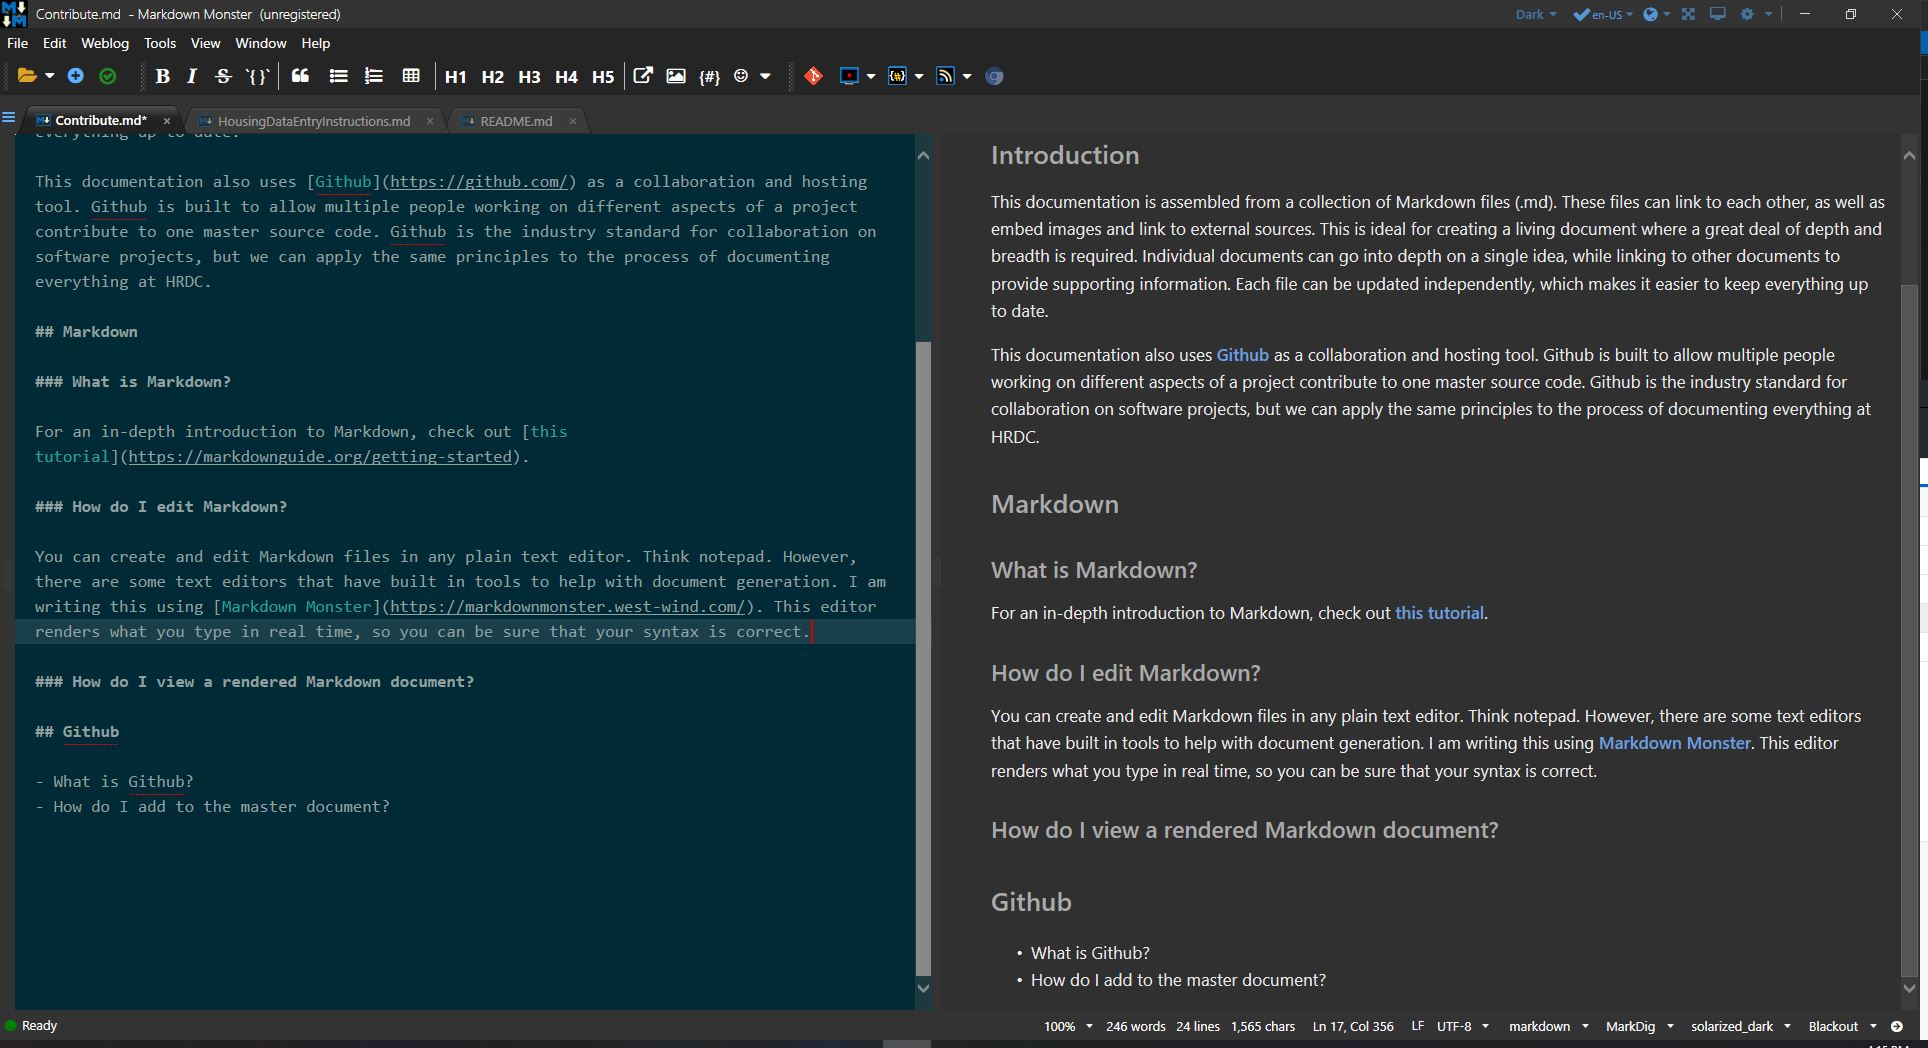 Contribute.md - Markdown Monster (unregistered)
Dark en-US
File Edit Weblog Tools View Window Help
B I S `{}` H1 H2 H3 H4 H5 {#} {#}
Contribute.md* HousingDataEntryInstructions.md README.md
everything up to date.
This documentation also uses [Github](https://github.com/) as a collaboration and hosting
tool. Github is built to allow multiple people working on different aspects of a project
contribute to one master source code. Github is the industry standard for collaboration on
software projects, but we can apply the same principles to the process of documenting
everything at HRDC.
## Markdown
### What is Markdown?
For an in-depth introduction to Markdown, check out [this
tutorial](https://markdownguide.org/getting-started).
### How do I edit Markdown?
You can create and edit Markdown files in any plain text editor. Think notepad. However,
there are some text editors that have built in tools to help with document generation. I am
writing this using [Markdown Monster](https://markdownmonster.west-wind.com/). This editor
renders what you type in real time, so you can be sure that your syntax is correct.
### How do I view a rendered Markdown document?
## Github
- What is Github?
- How do I add to the master document?
Introduction
This documentation is assembled from a collection of Markdown files (.md). These files can link to each other, as well as
embed images and link to external sources. This is ideal for creating a living document where a great deal of depth and
breadth is required. Individual documents can go into depth on a single idea, while linking to other documents to
provide supporting information. Each file can be updated independently, which makes it easier to keep everything up
to date.
This documentation also uses Github as a collaboration and hosting tool. Github is built to allow multiple people
working on different aspects of a project contribute to one master source code. Github is the industry standard for
collaboration on software projects, but we can apply the same principles to the process of documenting everything at
HRDC.
Markdown
What is Markdown?
For an in-depth introduction to Markdown, check out this tutorial.
How do I edit Markdown?
You can create and edit Markdown files in any plain text editor. Think notepad. However, there are some text editors
that have built in tools to help with document generation. I am writing this using Markdown Monster. This editor
renders what you type in real time, so you can be sure that your syntax is correct.
How do I view a rendered Markdown document?
Github
• What is Github?
• How do I add to the master document?
Ready 100% 246 words 24 lines 1,565 chars Ln 17, Col 356 LF UTF-8 markdown MarkDig solarized_dark Blackout